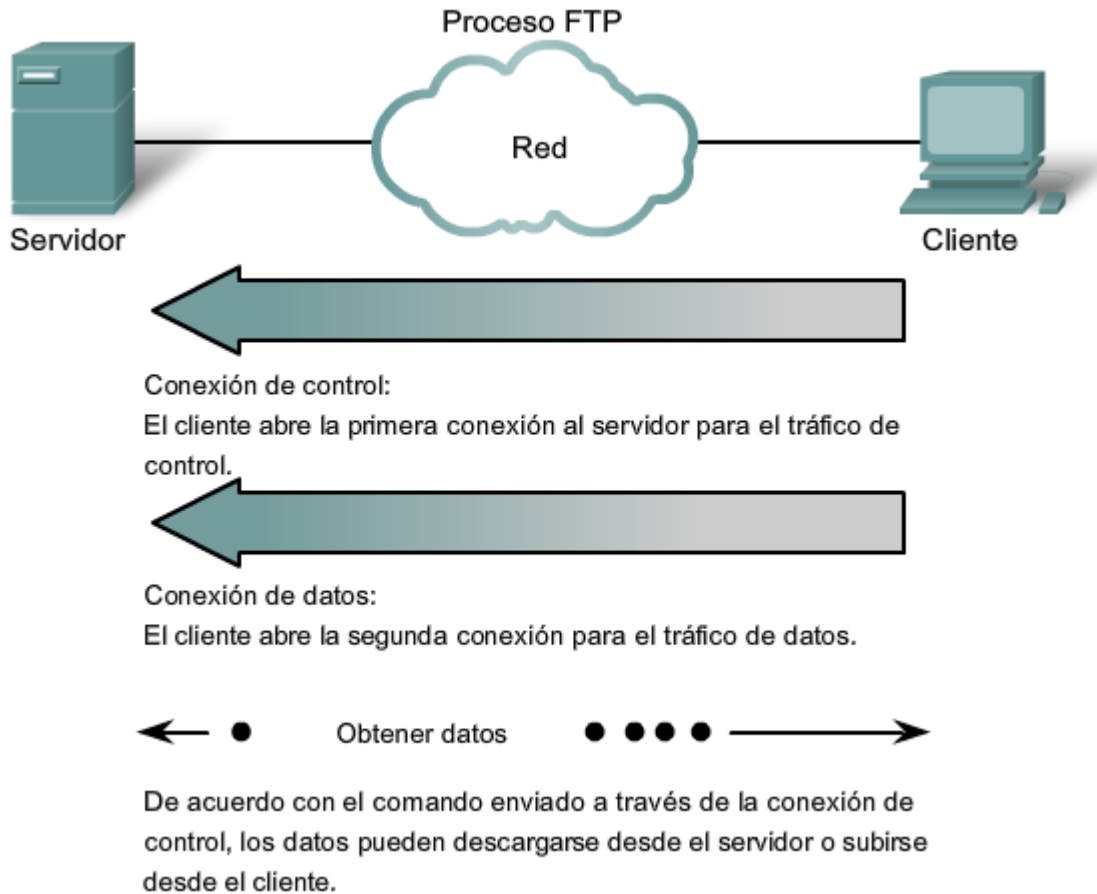 Proceso FTP
Red
Servidor
Cliente
Conexión de control:
El cliente abre la primera conexión al servidor para el tráfico de
control.
Conexión de datos:
El cliente abre la segunda conexión para el tráfico de datos.
Obtener datos
De acuerdo con el comando enviado a través de la conexión de
control, los datos pueden descargarse desde el servidor o subirse
desde el cliente.